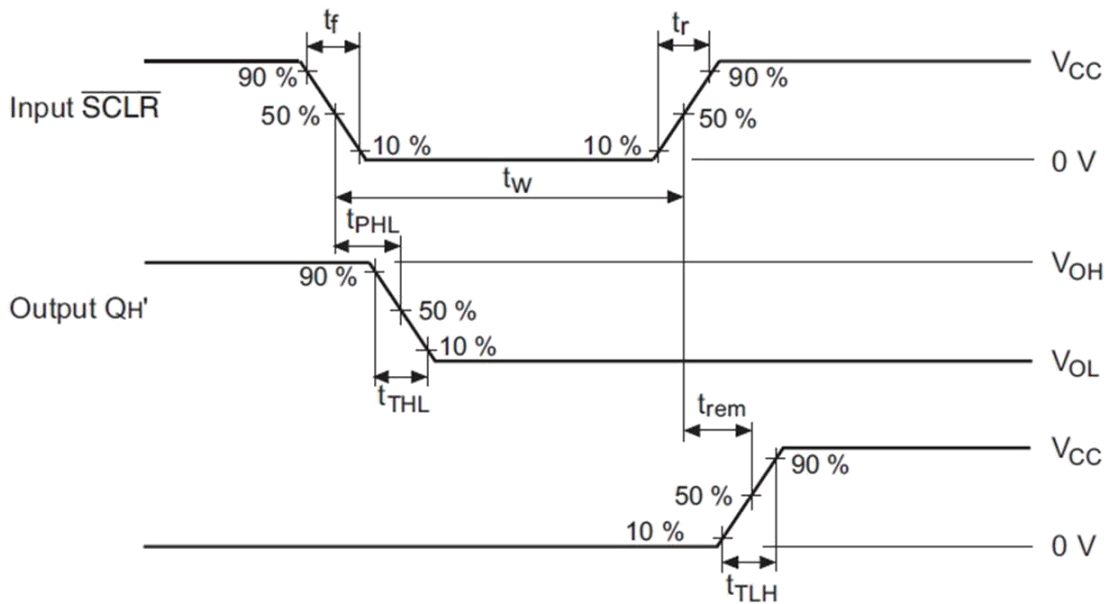 tf
tr
90 %
90 %
VCC
Input SCLR
50 %
50 %
10 %
10 %
0 V
tW
tPHL
90 %
VOH
Output QH'
50 %
10 %
VOL
tTHL
trem
VCC
90 %
50 %
10 %
0 V
tTLH